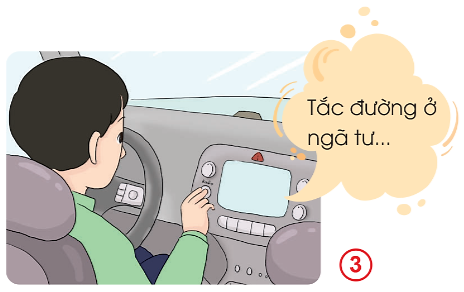 Tắc đường ở
ngã tư...
3